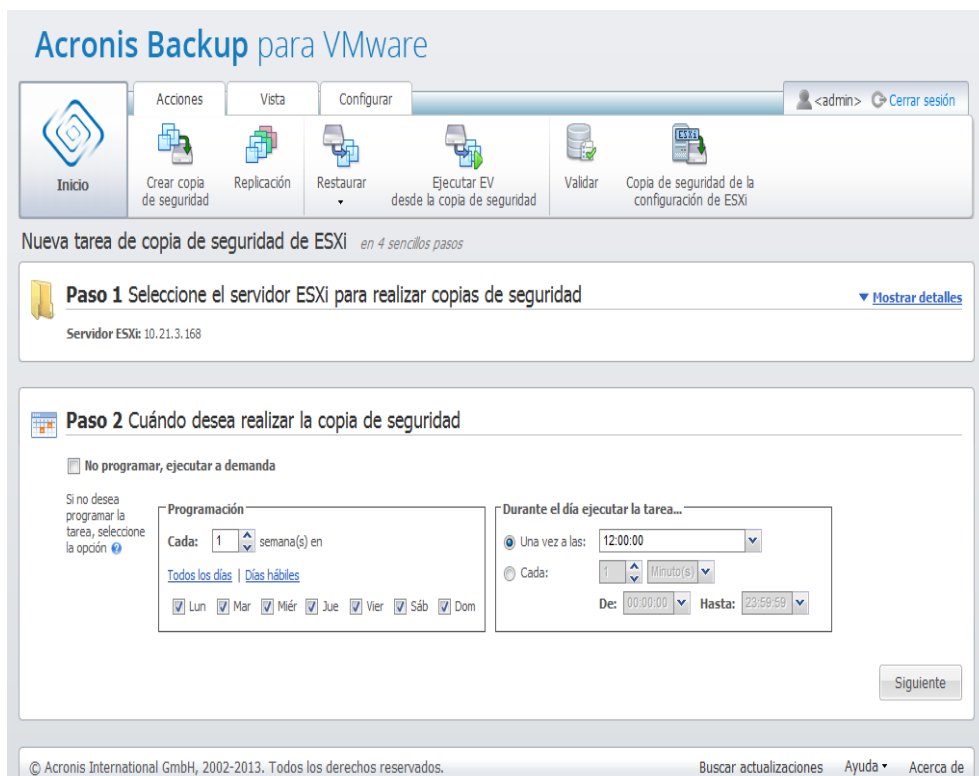 Acronis Backup para VMware
Acciones Vista Configurar <admin> Cerrar sesión
Inicio
Crear copia de seguridad
Replicación
Restaurar
Ejecutar EV
desde la copia de seguridad
Validar
Copia de seguridad de la
configuración de ESXi
Nueva tarea de copia de seguridad de ESXi en 4 sencillos pasos
Paso 1 Seleccione el servidor ESXi para realizar copias de seguridad
Mostrar detalles
Servidor ESXi: 10.21.3.168
Paso 2 Cuándo desea realizar la copia de seguridad
No programar, ejecutar a demanda
Si no desea
programar la
tarea, seleccione
la opción
Programación
Cada: 1 semana(s) en
Todos los días | Días hábiles
Lun Mar Miér Jue Vier Sáb Dom
Durante el día ejecutar la tarea...
Una vez a las: 12:00:00
Cada: 1 Minuto(s)
De: 00:00:00 Hasta: 23:59:59
Siguiente
© Acronis International GmbH, 2002-2013. Todos los derechos reservados. Buscar actualizaciones Ayuda Acerca de